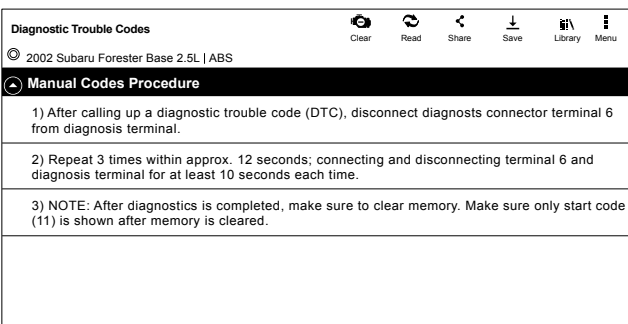 Diagnostic Trouble Codes
Clear Read Share Save Library Menu
2002 Subaru Forester Base 2.5L | ABS
Manual Codes Procedure
1) After calling up a diagnostic trouble code (DTC), disconnect diagnosts connector terminal 6
from diagnosis terminal.
2) Repeat 3 times within approx. 12 seconds; connecting and disconnecting terminal 6 and
diagnosis terminal for at least 10 seconds each time.
3) NOTE: After diagnostics is completed, make sure to clear memory. Make sure only start code
(11) is shown after memory is cleared.